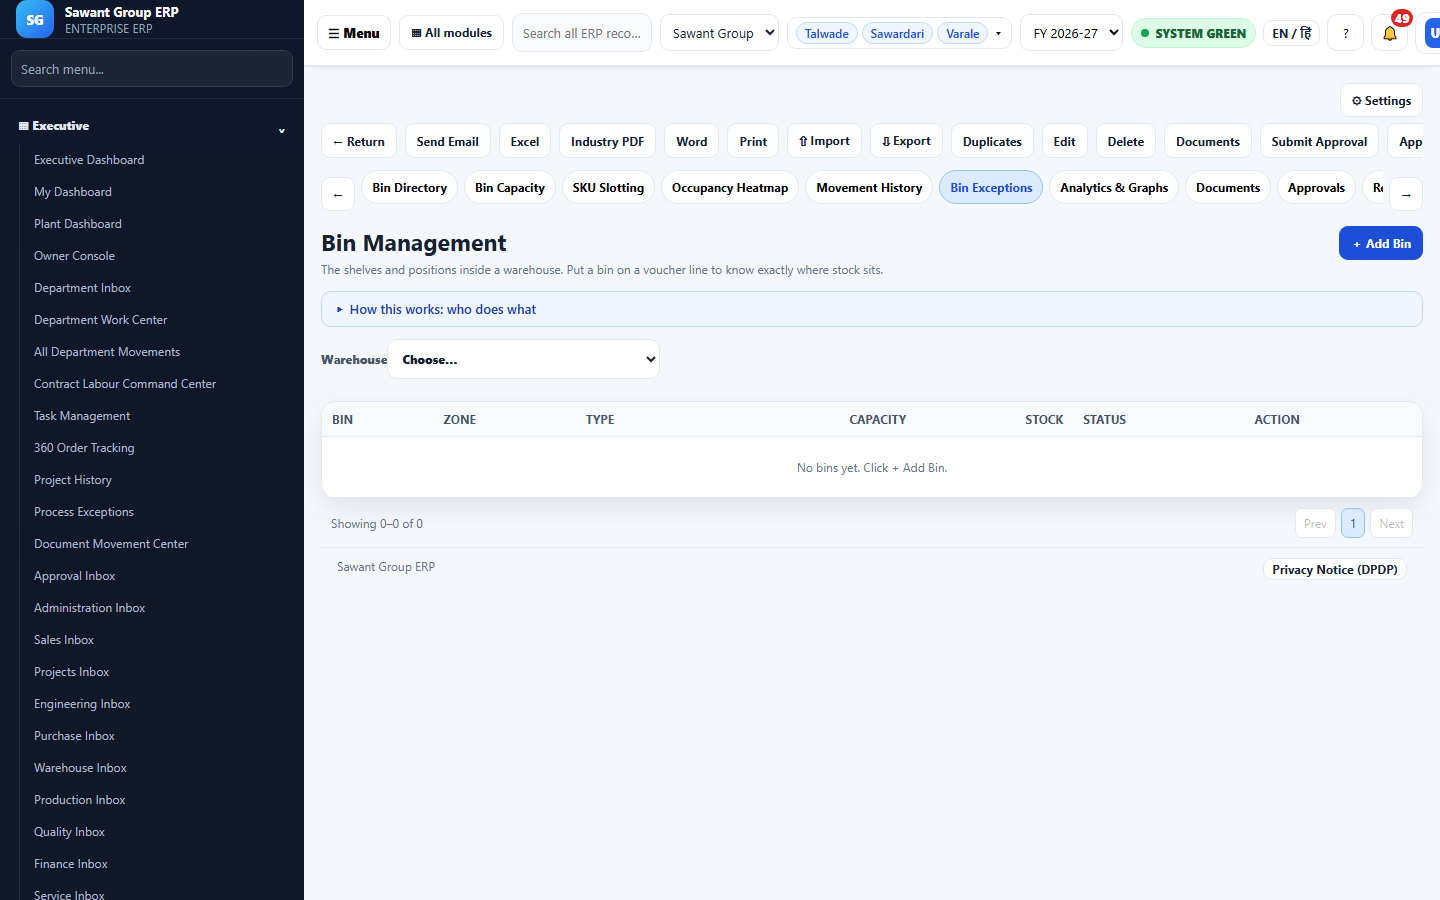 SG
Sawant Group ERP
ENTERPRISE ERP
Search menu...
Executive
Executive Dashboard
My Dashboard
Plant Dashboard
Owner Console
Department Inbox
Department Work Center
All Department Movements
Contract Labour Command Center
Task Management
360 Order Tracking
Project History
Process Exceptions
Document Movement Center
Approval Inbox
Administration Inbox
Sales Inbox
Projects Inbox
Engineering Inbox
Purchase Inbox
Warehouse Inbox
Production Inbox
Quality Inbox
Finance Inbox
Service Inbox
☰ Menu
▦ All modules
Search all ERP reco...
Sawant Group
Talwade
Sawardari
Varale
FY 2026-27
SYSTEM GREEN
EN / हिं
?
49
U
⚙ Settings
← Return
Send Email
Excel
Industry PDF
Word
Print
⇧ Import
⇩ Export
Duplicates
Edit
Delete
Documents
Submit Approval
App
←
Bin Directory
Bin Capacity
SKU Slotting
Occupancy Heatmap
Movement History
Bin Exceptions
Analytics & Graphs
Documents
Approvals
Re
→
Bin Management
+ Add Bin
The shelves and positions inside a warehouse. Put a bin on a voucher line to know exactly where stock sits.
▸ How this works: who does what
Warehouse
Choose...
BIN ZONE TYPE CAPACITY STOCK STATUS ACTION
No bins yet. Click + Add Bin.
Showing 0–0 of 0
Prev 1 Next
Sawant Group ERP
Privacy Notice (DPDP)